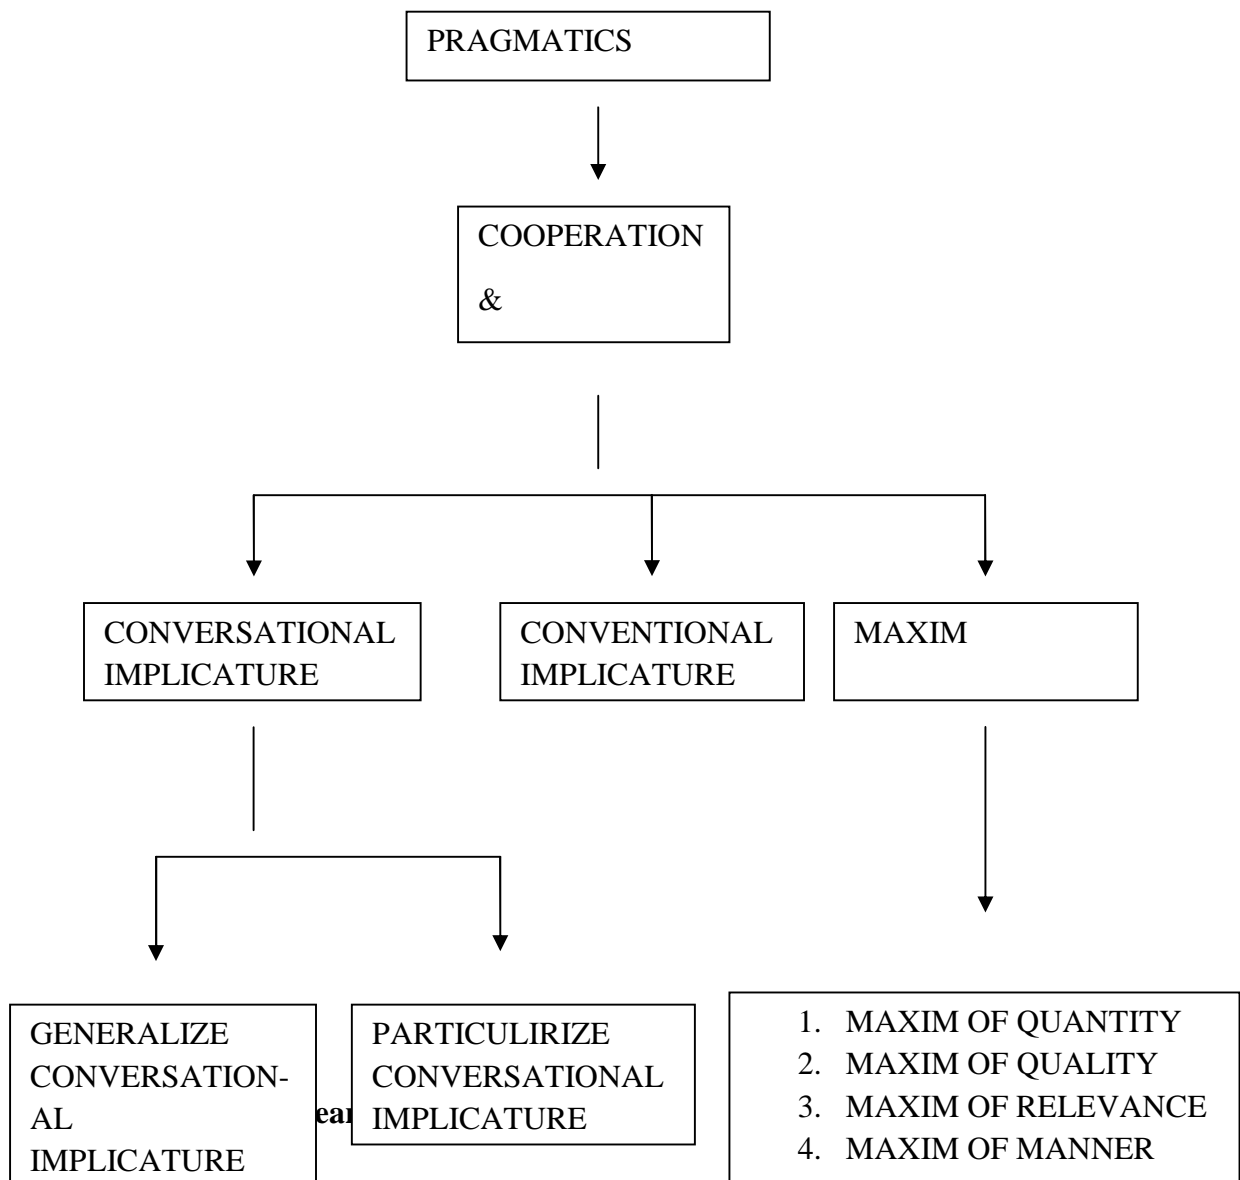 PRAGMATICS
COOPERATION
&
CONVERSATIONAL
IMPLICATURE
CONVENTIONAL
IMPLICATURE
MAXIM
GENERALIZE
CONVERSATION-
AL
IMPLICATURE
PARTICULIRIZE
CONVERSATIONAL
IMPLICATURE
1. MAXIM OF QUANTITY
2. MAXIM OF QUALITY
3. MAXIM OF RELEVANCE
4. MAXIM OF MANNER